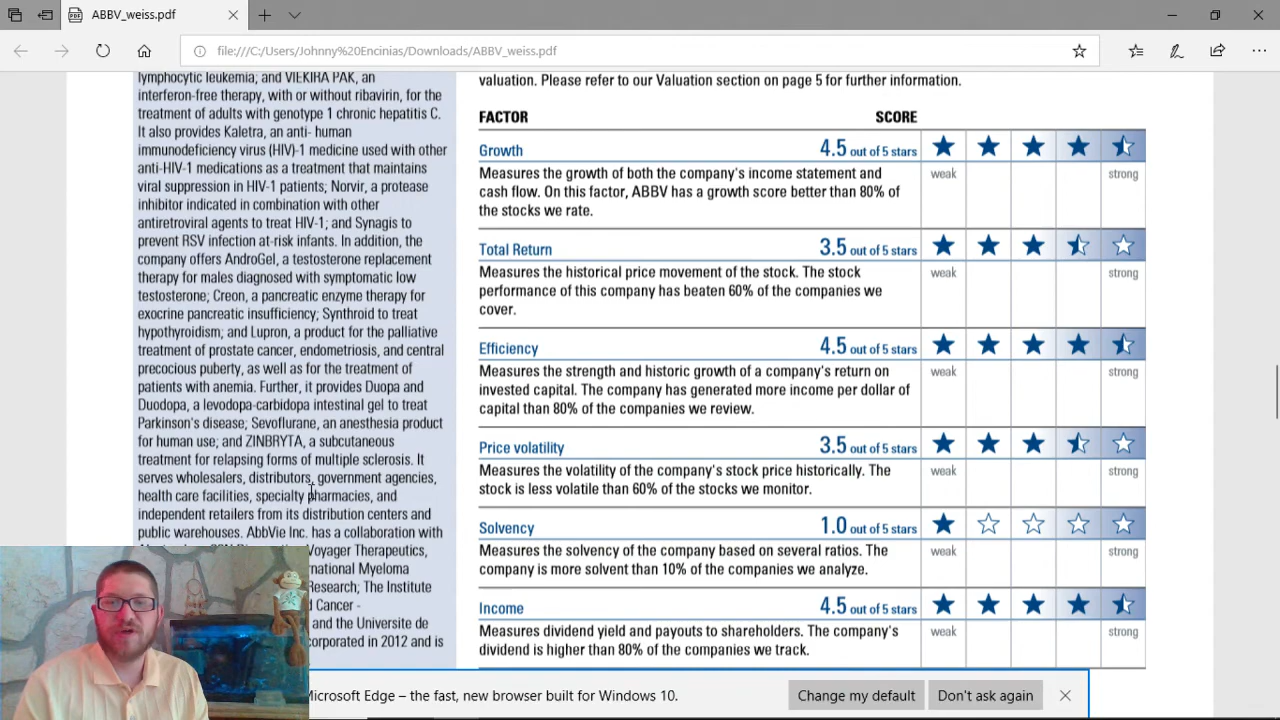 ABBV_weiss.pdf
file:///C:/Users/Johnny%20Encinias/Downloads/ABBV_weiss.pdf
lymphocytic leukemia; and VIEKIRA PAK, an
interferon-free therapy, with or without ribavirin, for the
treatment of adults with genotype 1 chronic hepatitis C.
It also provides Kaletra, an anti- human
immunodeficiency virus (HIV)-1 medicine used with other
anti-HIV-1 medications as a treatment that maintains
viral suppression in HIV-1 patients; Norvir, a protease
inhibitor indicated in combination with other
antiretroviral agents to treat HIV-1; and Synagis to
prevent RSV infection at-risk infants. In addition, the
company offers AndroGel, a testosterone replacement
therapy for males diagnosed with symptomatic low
testosterone; Creon, a pancreatic enzyme therapy for
exocrine pancreatic insufficiency; Synthroid to treat
hypothyroidism; and Lupron, a product for the palliative
treatment of prostate cancer, endometriosis, and central
precocious puberty, as well as for the treatment of
patients with anemia. Further, it provides Duopa and
Duodopa, a levodopa-carbidopa intestinal gel to treat
Parkinson's disease; Sevoflurane, an anesthesia product
for human use; and ZINBRYTA, a subcutaneous
treatment for relapsing forms of multiple sclerosis. It
serves wholesalers, distributors, government agencies,
health care facilities, specialty pharmacies, and
independent retailers from its distribution centers and
public warehouses. AbbVie Inc. has a collaboration with
Voyager Therapeutics,
rnational Myeloma
Research; The Institute
d Cancer -
and the Universite de
corporated in 2012 and is
valuation. Please refer to our Valuation section on page 5 for further information.
FACTOR SCORE
Growth 4.5 out of 5 stars
Measures the growth of both the company's income statement and
cash flow. On this factor, ABBV has a growth score better than 80% of
the stocks we rate.
weak strong
Total Return 3.5 out of 5 stars
Measures the historical price movement of the stock. The stock
performance of this company has beaten 60% of the companies we
cover.
weak strong
Efficiency 4.5 out of 5 stars
Measures the strength and historic growth of a company's return on
invested capital. The company has generated more income per dollar of
capital than 80% of the companies we review.
weak strong
Price volatility 3.5 out of 5 stars
Measures the volatility of the company's stock price historically. The
stock is less volatile than 60% of the stocks we monitor.
weak strong
Solvency 1.0 out of 5 stars
Measures the solvency of the company based on several ratios. The
company is more solvent than 10% of the companies we analyze.
weak strong
Income 4.5 out of 5 stars
Measures dividend yield and payouts to shareholders. The company's
dividend is higher than 80% of the companies we track.
weak strong
Microsoft Edge – the fast, new browser built for Windows 10.
Change my default
Don't ask again